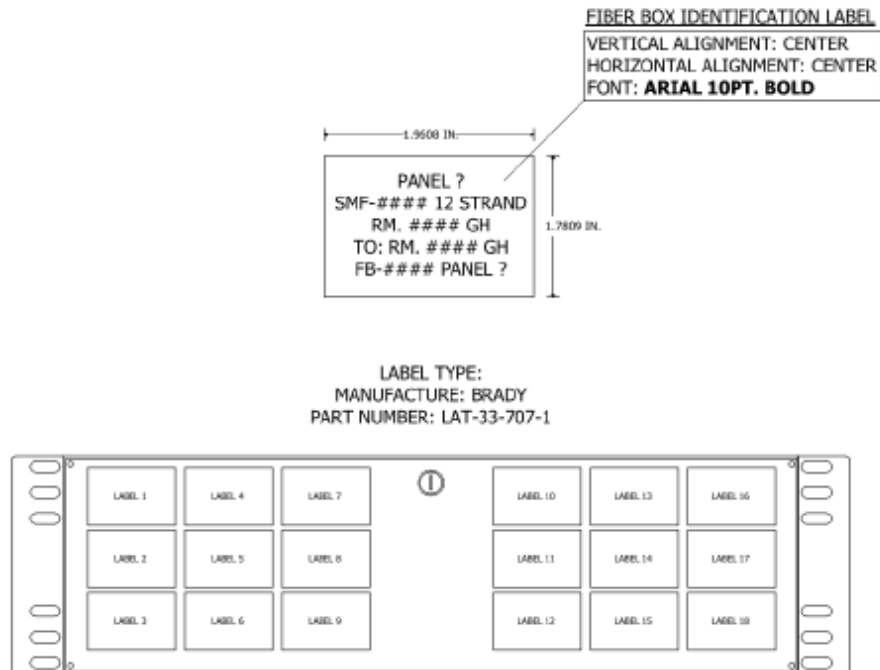 FIBER BOX IDENTIFICATION LABEL
VERTICAL ALIGNMENT: CENTER
HORIZONTAL ALIGNMENT: CENTER
FONT: ARIAL 10PT. BOLD
1.9608 IN.
PANEL ?
SMF-#### 12 STRAND
RM. #### GH
TO: RM. #### GH
FB-#### PANEL ?
1.7809 IN.
LABEL TYPE:
MANUFACTURE: BRADY
PART NUMBER: LAT-33-707-1
LABEL 1 LABEL 4 LABEL 7 LABEL 10 LABEL 13 LABEL 16
LABEL 2 LABEL 5 LABEL 8 LABEL 11 LABEL 14 LABEL 17
LABEL 3 LABEL 6 LABEL 9 LABEL 12 LABEL 15 LABEL 18